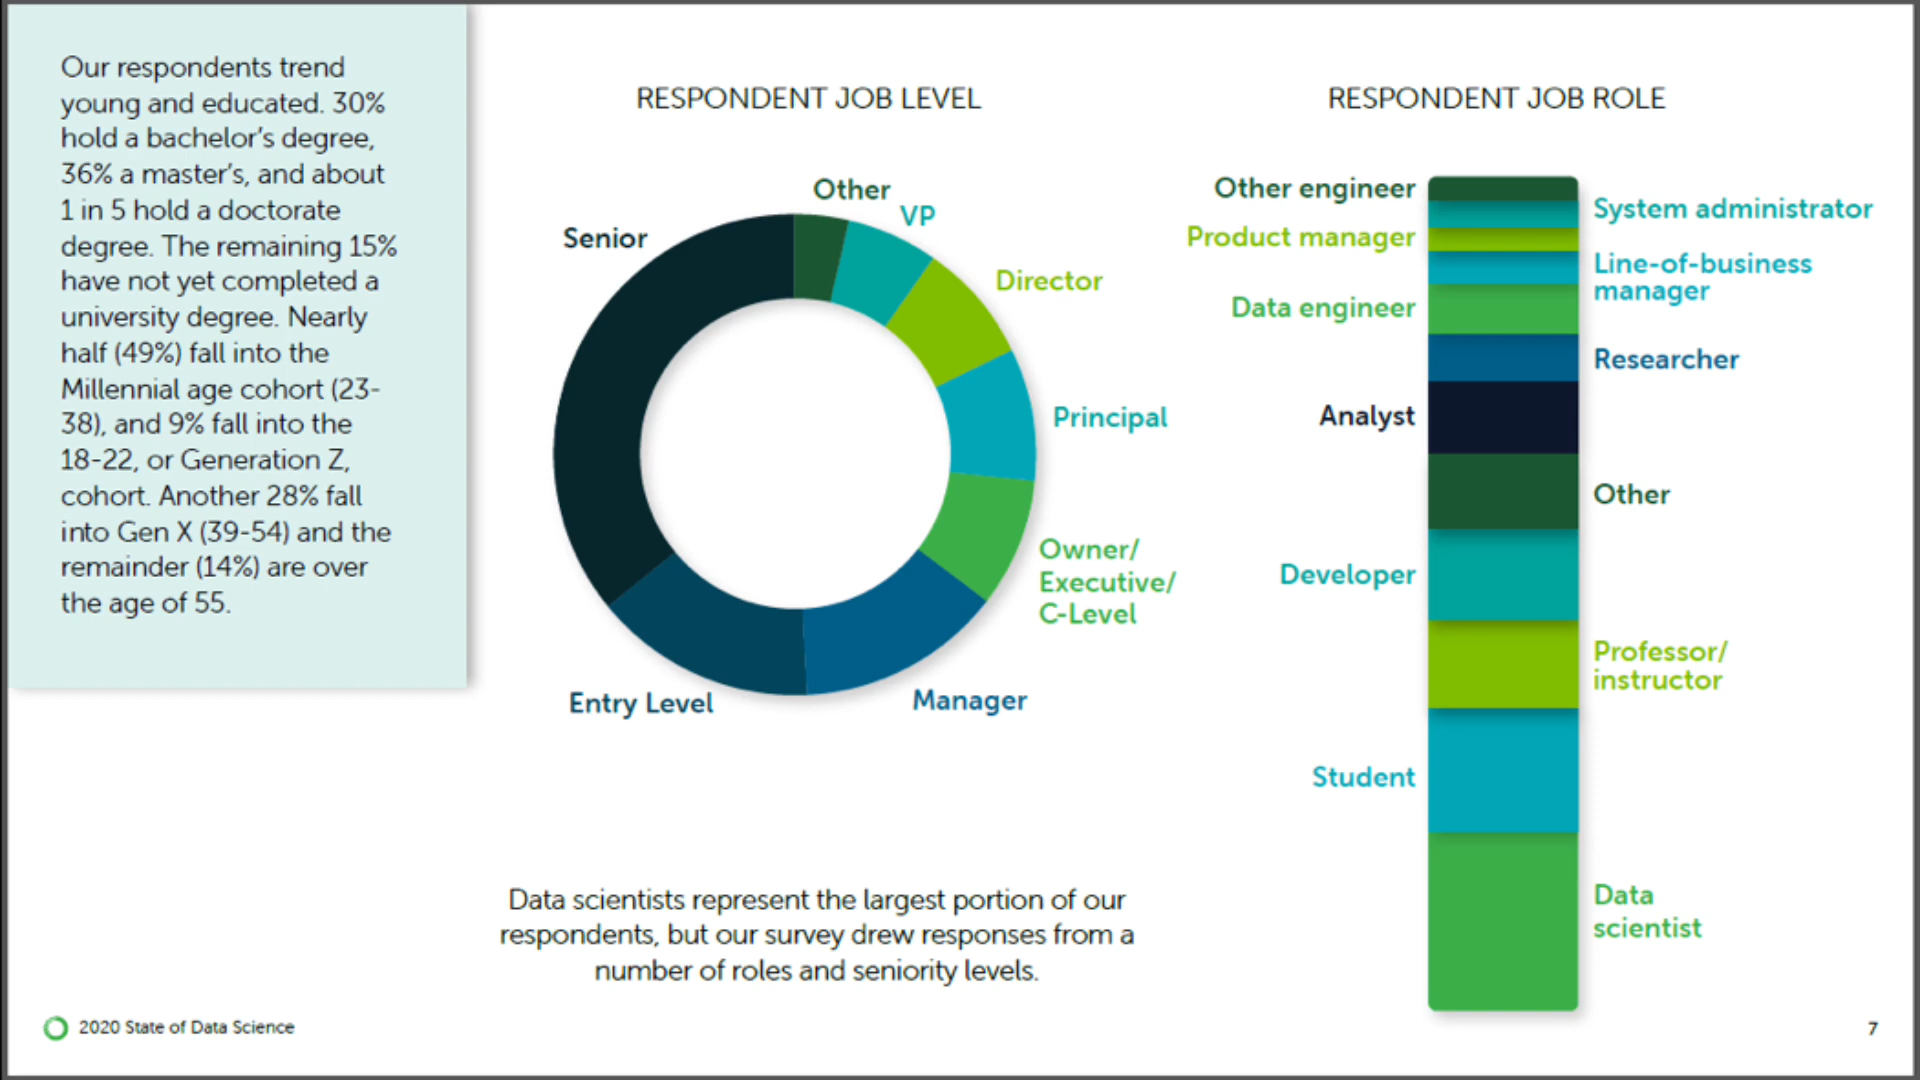 Our respondents trend
young and educated. 30%
hold a bachelor's degree,
36% a master's, and about
1 in 5 hold a doctorate
degree. The remaining 15%
have not yet completed a
university degree. Nearly
half (49%) fall into the
Millennial age cohort (23-
38), and 9% fall into the
18-22, or Generation Z,
cohort. Another 28% fall
into Gen X (39-54) and the
remainder (14%) are over
the age of 55.
RESPONDENT JOB LEVEL
Other
VP
Senior
Director
Principal
Owner/
Executive/
C-Level
Entry Level
Manager
Data scientists represent the largest portion of our
respondents, but our survey drew responses from a
number of roles and seniority levels.
RESPONDENT JOB ROLE
Other engineer
System administrator
Product manager
Line-of-business
manager
Data engineer
Researcher
Analyst
Other
Developer
Professor/
instructor
Student
Data
scientist
2020 State of Data Science
7